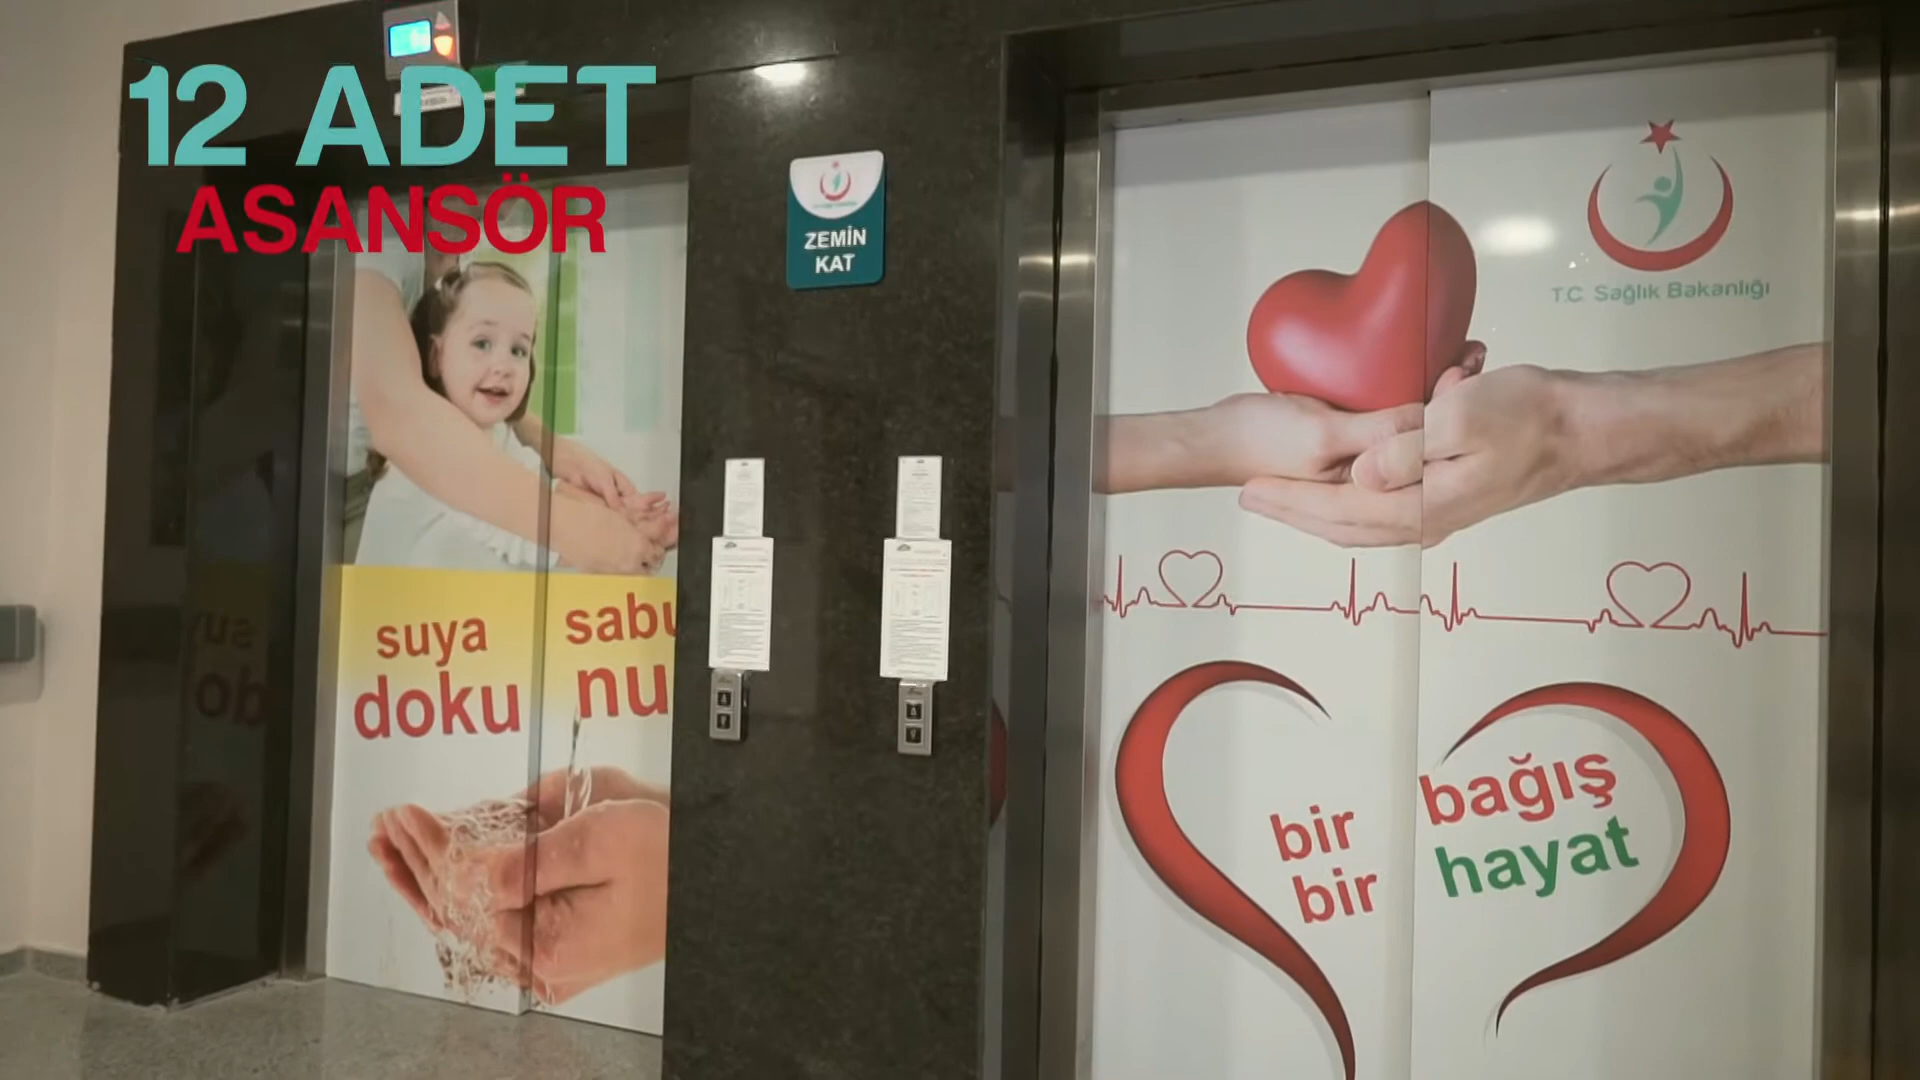 12 ADET
ASANSÖR
ZEMİN
KAT
T.C. Sağlık Bakanlığı
suya
doku
sabu
nu
bir bağış
bir hayat